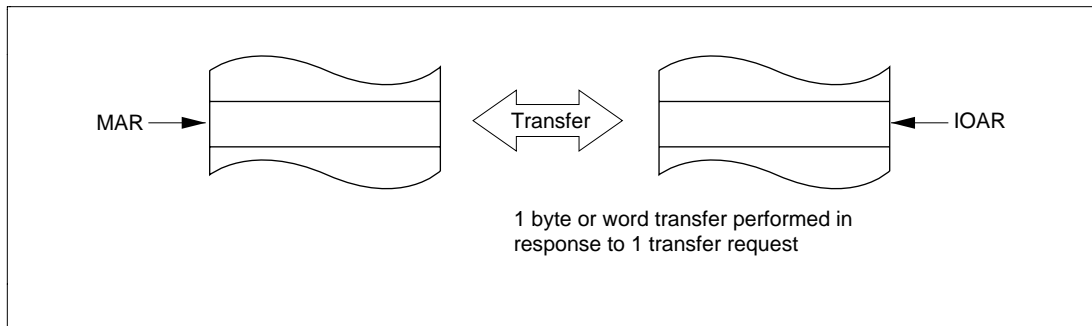 MAR
Transfer
IOAR
1 byte or word transfer performed in
response to 1 transfer request